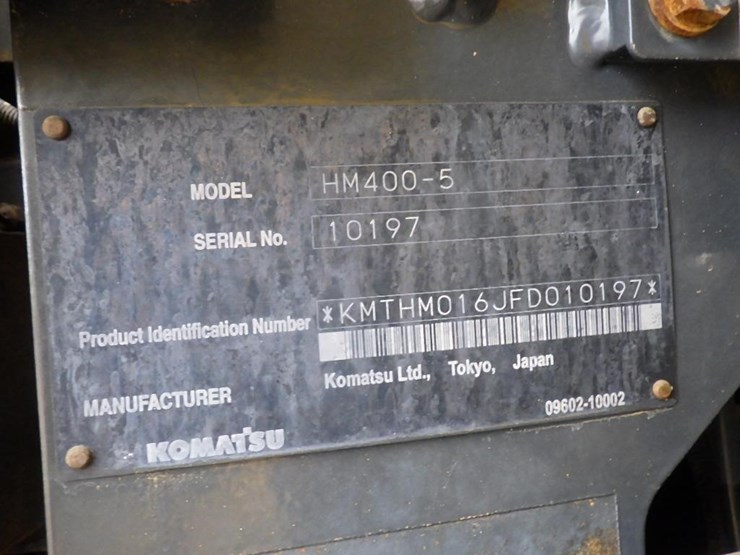 MODEL HM400-5
SERIAL No. 10197
Product Identification Number *KMTHM016JFD010197*
MANUFACTURER Komatsu Ltd., Tokyo, Japan
KOMATSU 09602-10002